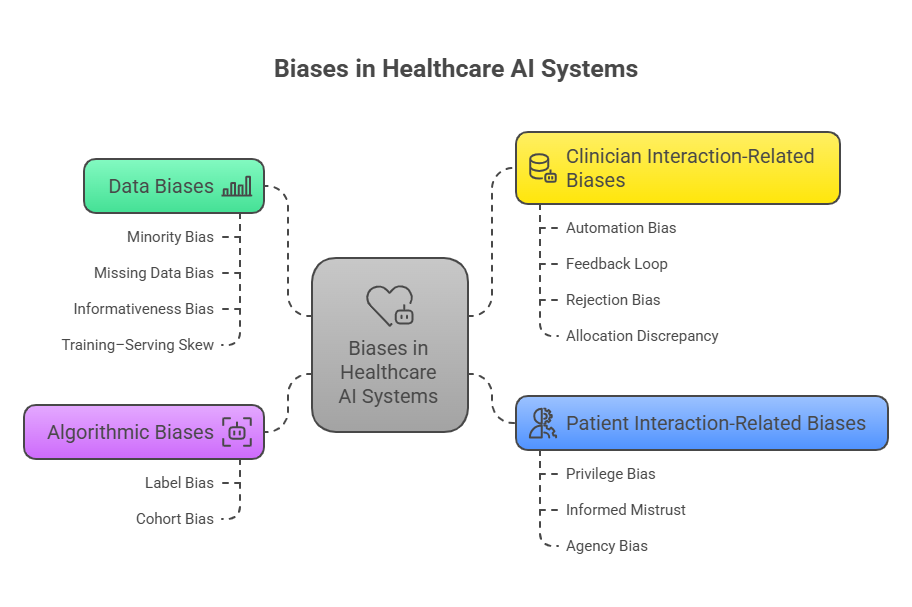 Biases in Healthcare AI Systems
Data Biases
Minority Bias
Missing Data Bias
Informativeness Bias
Training–Serving Skew
Algorithmic Biases
Label Bias
Cohort Bias
Biases in
Healthcare
AI Systems
Clinician Interaction-Related
Biases
Automation Bias
Feedback Loop
Rejection Bias
Allocation Discrepancy
Patient Interaction-Related Biases
Privilege Bias
Informed Mistrust
Agency Bias